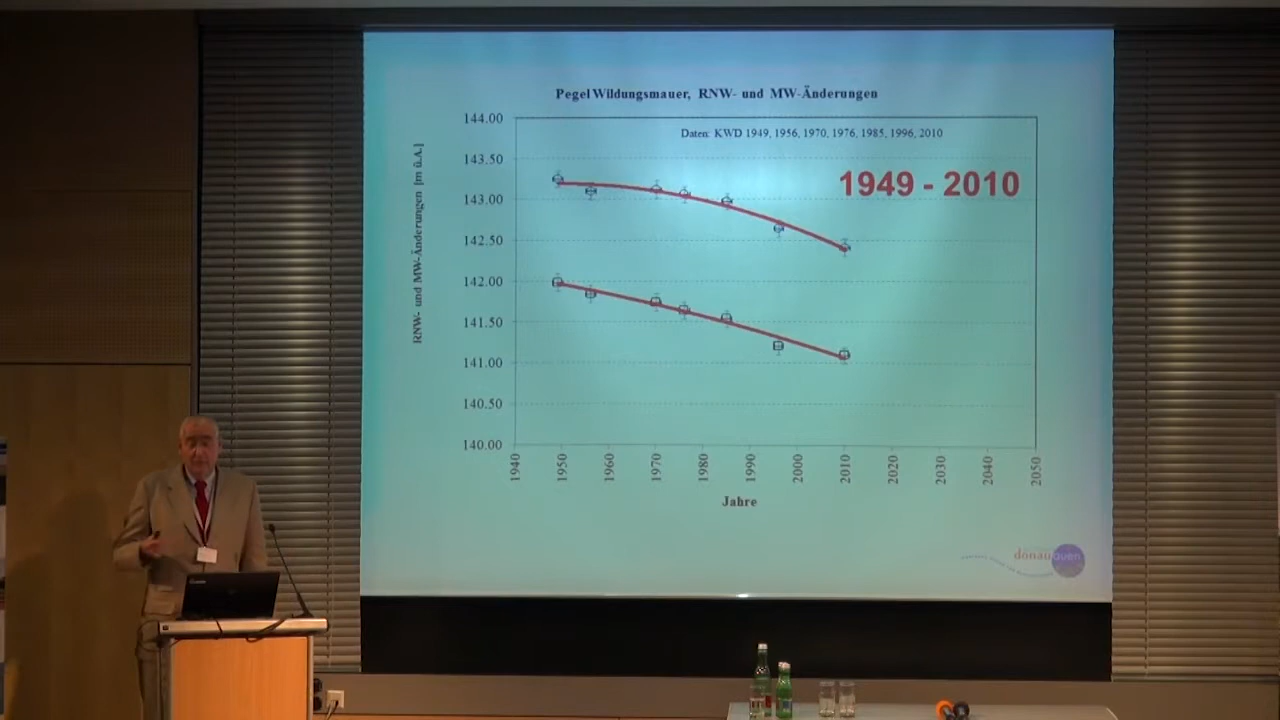 Pegel Wildungsmauer, RNW- und MW-Änderungen
Daten: KWD 1949, 1956, 1970, 1976, 1985, 1996, 2010
1949 - 2010
RNW- und MW-Änderungen [m ü.A.]
144.00
143.50
143.00
142.50
142.00
141.50
141.00
140.50
140.00
1940 1950 1960 1970 1980 1990 2000 2010 2020 2030 2040 2050
Jahre
donauauen